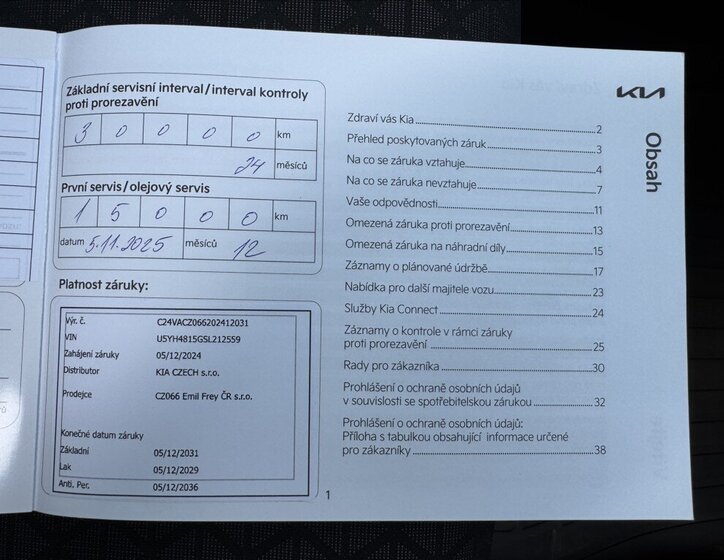 Základní servisní interval/interval kontroly
proti prorezavění
3 0 0 0 0 km
24 měsíců
První servis/olejový servis
1 5 0 0 0 km
datum 5.11.2025 měsíců 12
Platnost záruky:
Výr. č. C24VACZ066202412031
VIN U5YH4815GSL212559
Zahájení záruky 05/12/2024
Distributor KIA CZECH s.r.o.
Prodejce CZ066 Emil Frey ČR s.r.o.
Konečné datum záruky
Základní 05/12/2031
Lak 05/12/2029
Anti, Per. 05/12/2036
1
KIA
Obsah
Zdraví vás Kia 2
Přehled poskytovaných záruk 3
Na co se záruka vztahuje 4
Na co se záruka nevztahuje 7
Vaše odpovědnosti 11
Omezená záruka proti prorezavění 13
Omezená záruka na náhradní díly 15
Záznamy o plánované údržbě 17
Nabídka pro další majitele vozu 23
Služby Kia Connect 24
Záznamy o kontrole v rámci záruky
proti prorezavění 25
Rady pro zákazníka 30
Prohlášení o ochraně osobních údajů
v souvislosti se spotřebitelskou zárukou 32
Prohlášení o ochraně osobních údajů:
Příloha s tabulkou obsahující informace určené
pro zákazníky 38